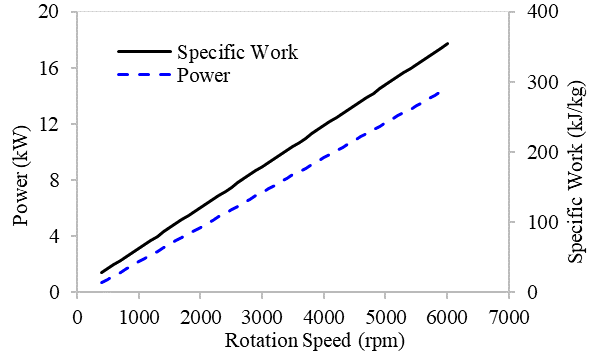 20
16
12
8
4
0
Power (kW)
Specific Work
Power
400
300
200
100
0
Specific Work (kJ/kg)
0 1000 2000 3000 4000 5000 6000 7000
Rotation Speed (rpm)